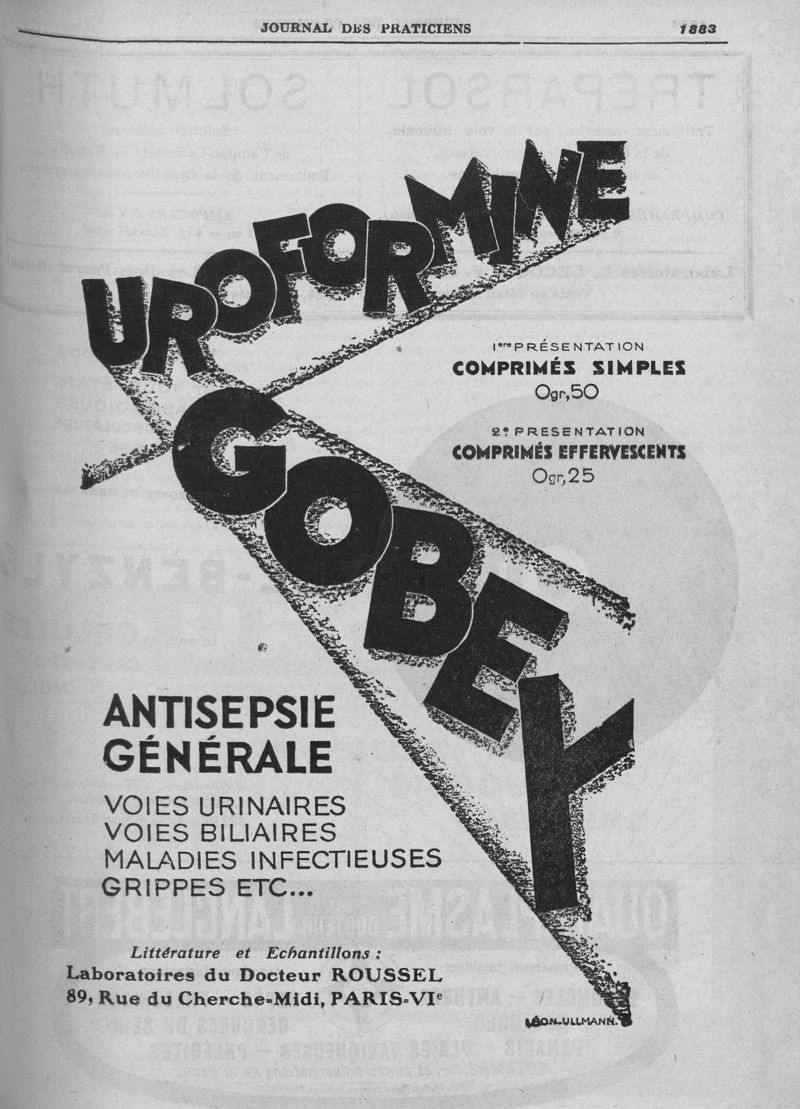 JOURNAL DES PRATICIENS 1883
UROFORMINE
GOBEY
1ere PRÉSENTATION
COMPRIMÉS SIMPLES
0gr,50
2e PRESENTATION
COMPRIMÉS EFFERVESCENTS
0gr,25
ANTISEPSIE
GÉNÉRALE
VOIES URINAIRES
VOIES BILIAIRES
MALADIES INFECTIEUSES
GRIPPES ETC...
Littérature et Echantillons :
Laboratoires du Docteur ROUSSEL
89, Rue du Cherche-Midi, PARIS-VIe
LÉON-ULLMANN.